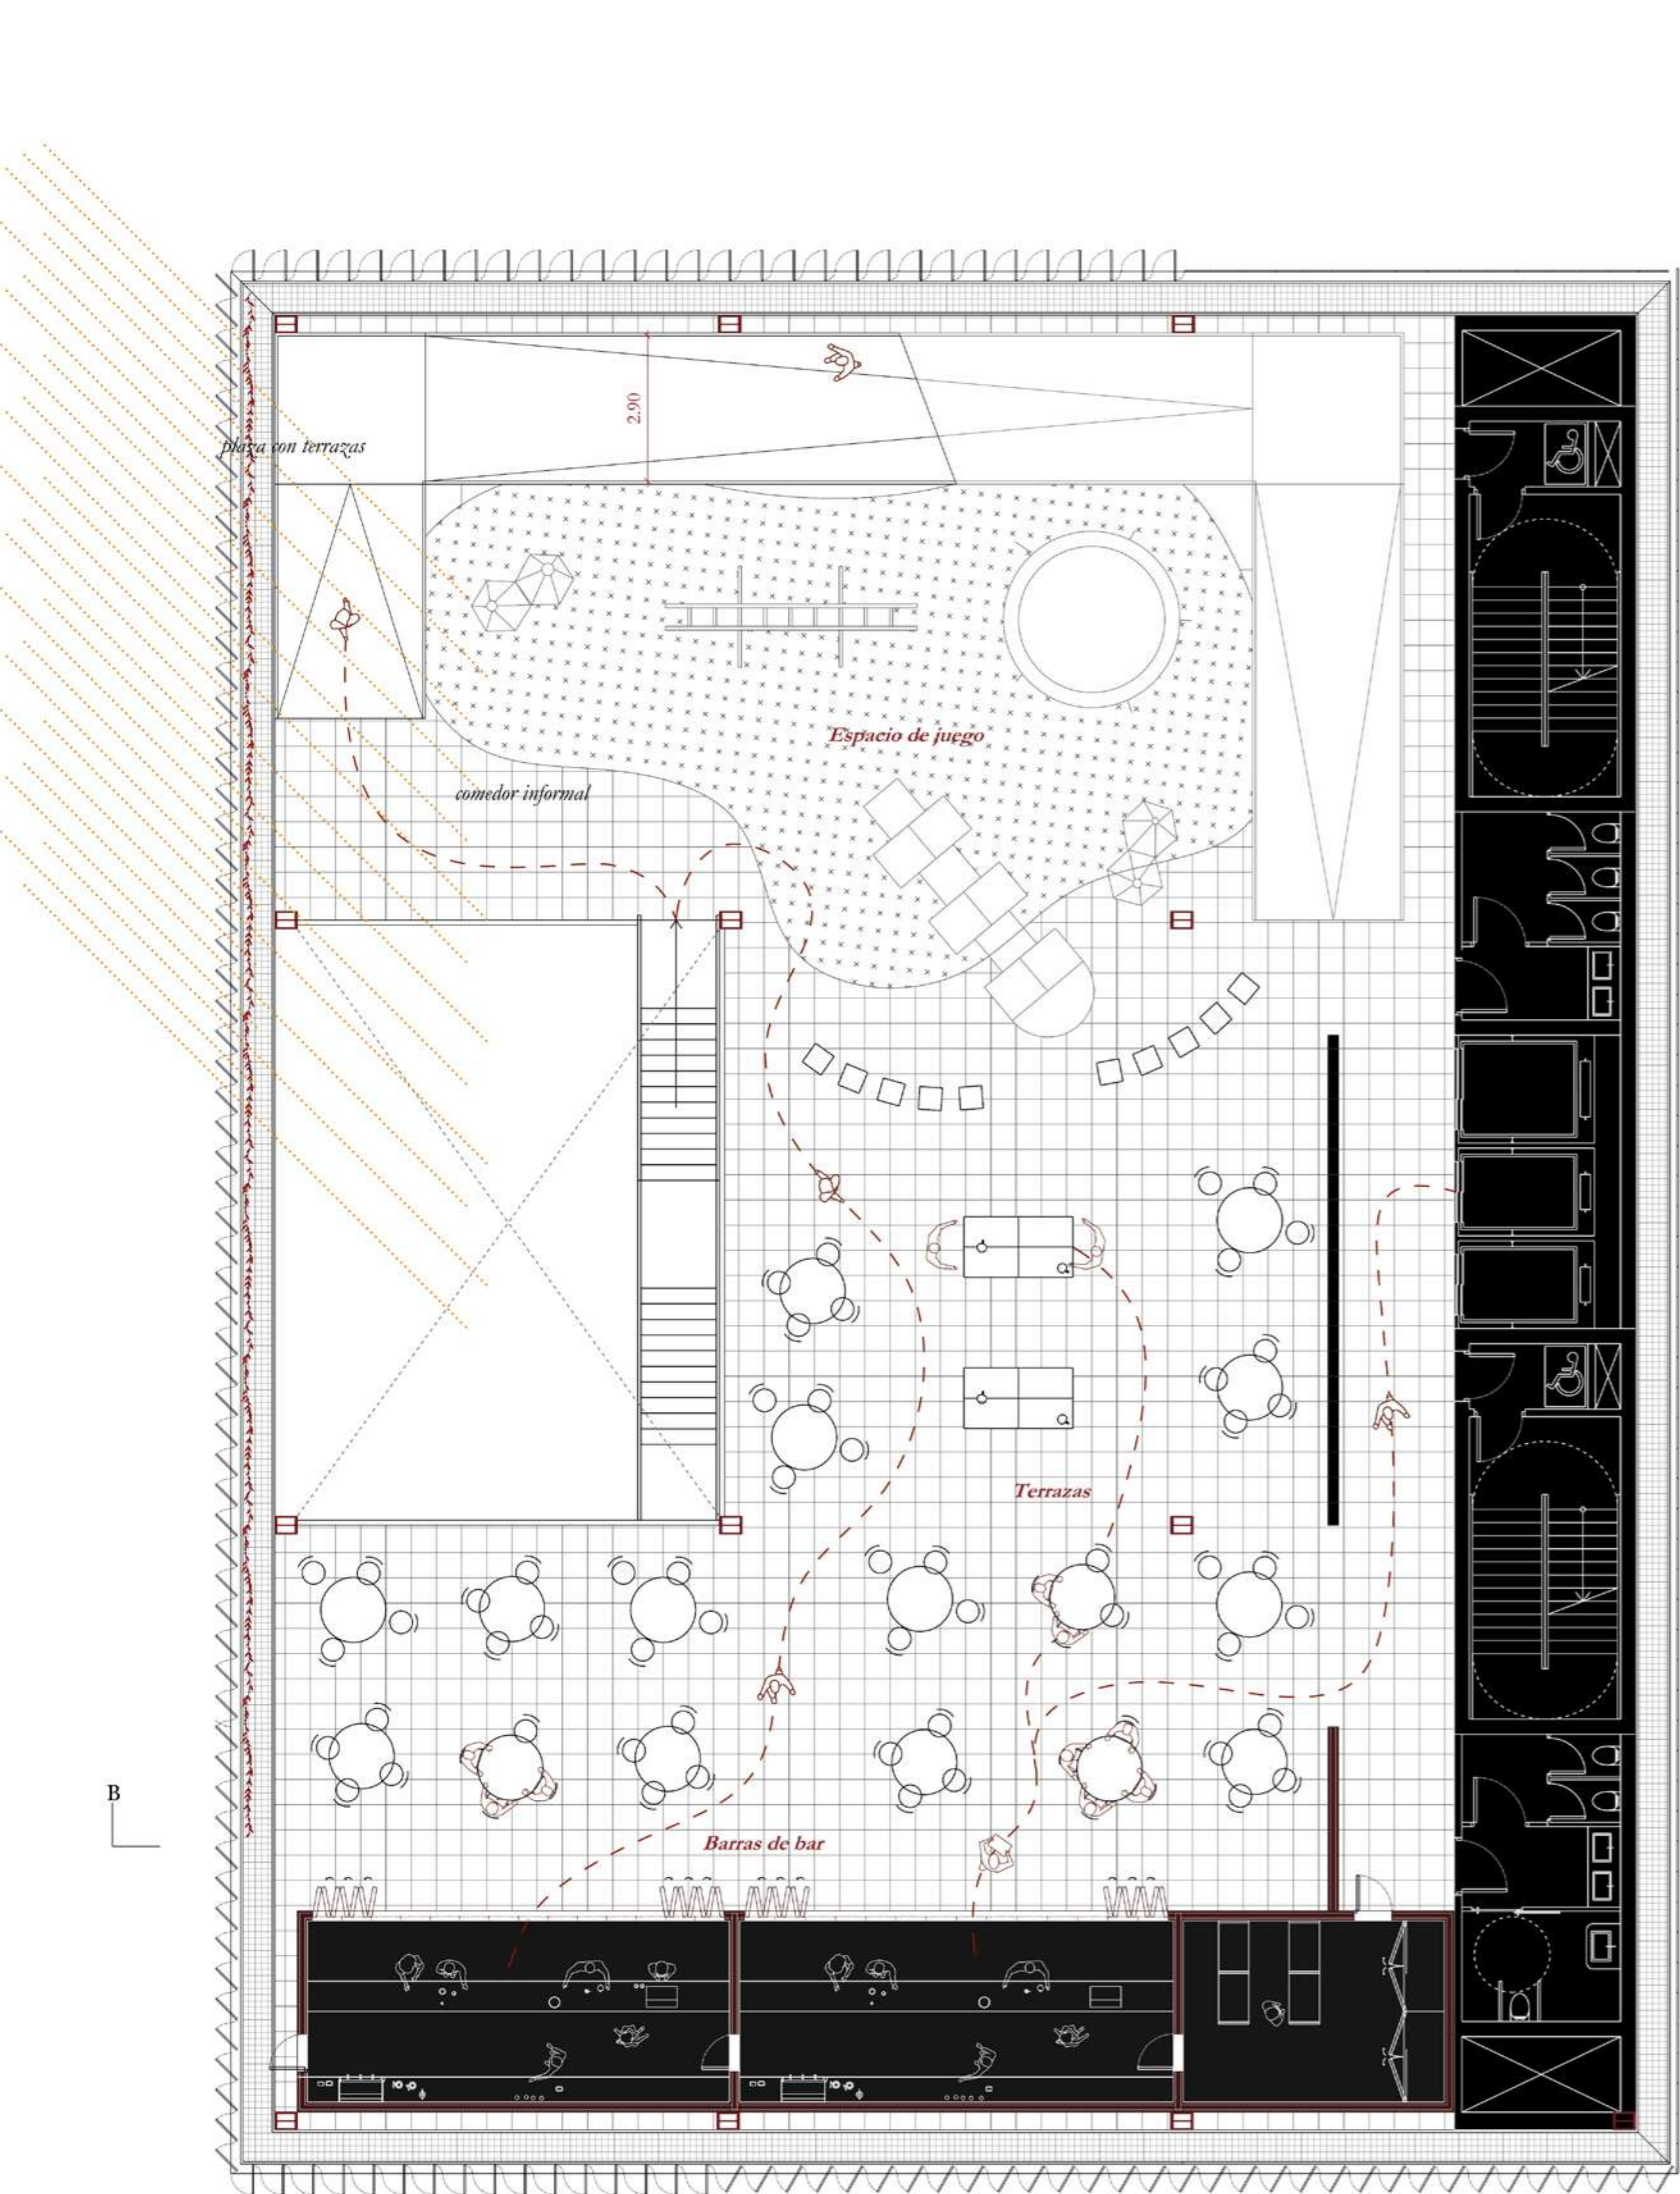 2.90
plaza con terrazas
Espacio de juego
comedor informal
Terrazas
B
Barras de bar